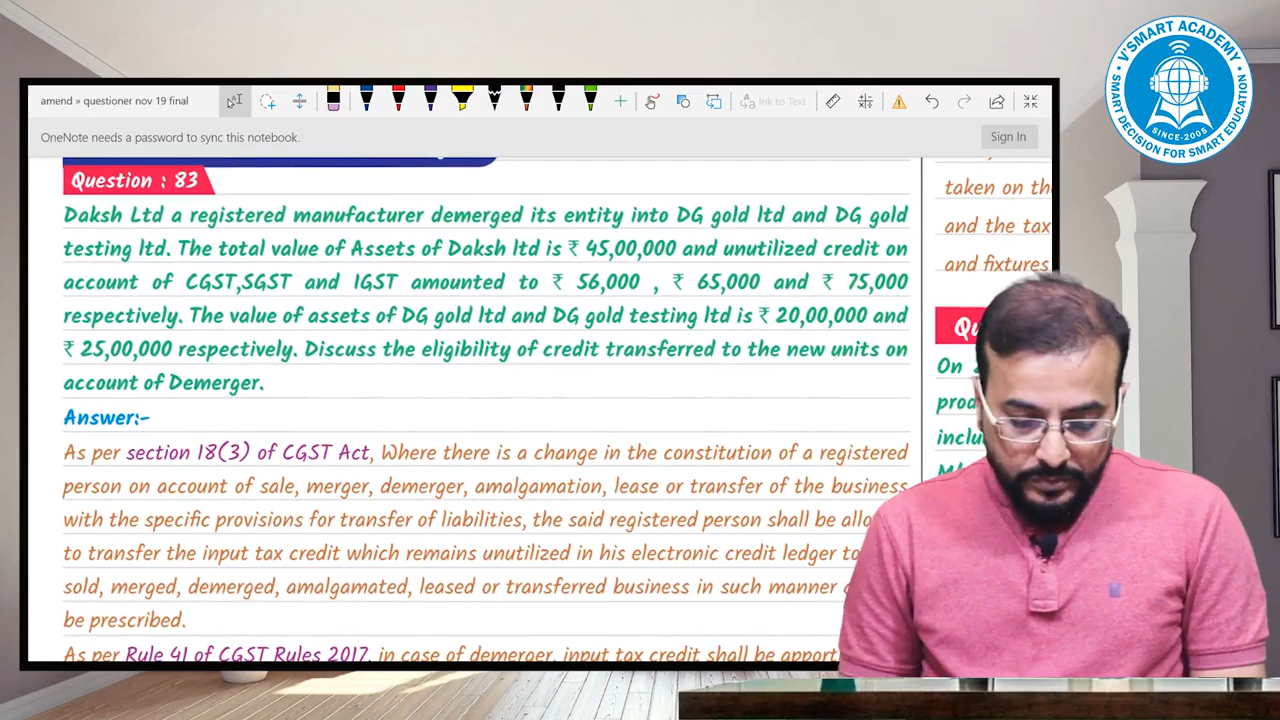 V'SMART ACADEMY
SMART DECISION FOR SMART EDUCATION
SINCE-2005
amend » questioner nov 19 final
Ink to Text
OneNote needs a password to sync this notebook.
Sign In
Question : 83
Daksh Ltd a registered manufacturer demerged its entity into DG gold ltd and DG gold
testing ltd. The total value of Assets of Daksh ltd is ₹ 45,00,000 and unutilized credit on
account of CGST,SGST and IGST amounted to ₹ 56,000 , ₹ 65,000 and ₹ 75,000
respectively. The value of assets of DG gold ltd and DG gold testing ltd is ₹ 20,00,000 and
₹ 25,00,000 respectively. Discuss the eligibility of credit transferred to the new units on
account of Demerger.
Answer:-
As per section 18(3) of CGST Act, Where there is a change in the constitution of a registered
person on account of sale, merger, demerger, amalgamation, lease or transfer of the business
with the specific provisions for transfer of liabilities, the said registered person shall be
to transfer the input tax credit which remains unutilized in his electronic credit ledger to
sold, merged, demerged, amalgamated, leased or transferred business in such manner
be prescribed.
As per Rule 41 of CGST Rules 2017, in case of demerger, input tax credit shall be
taken on
and the tax
and fixtures
On